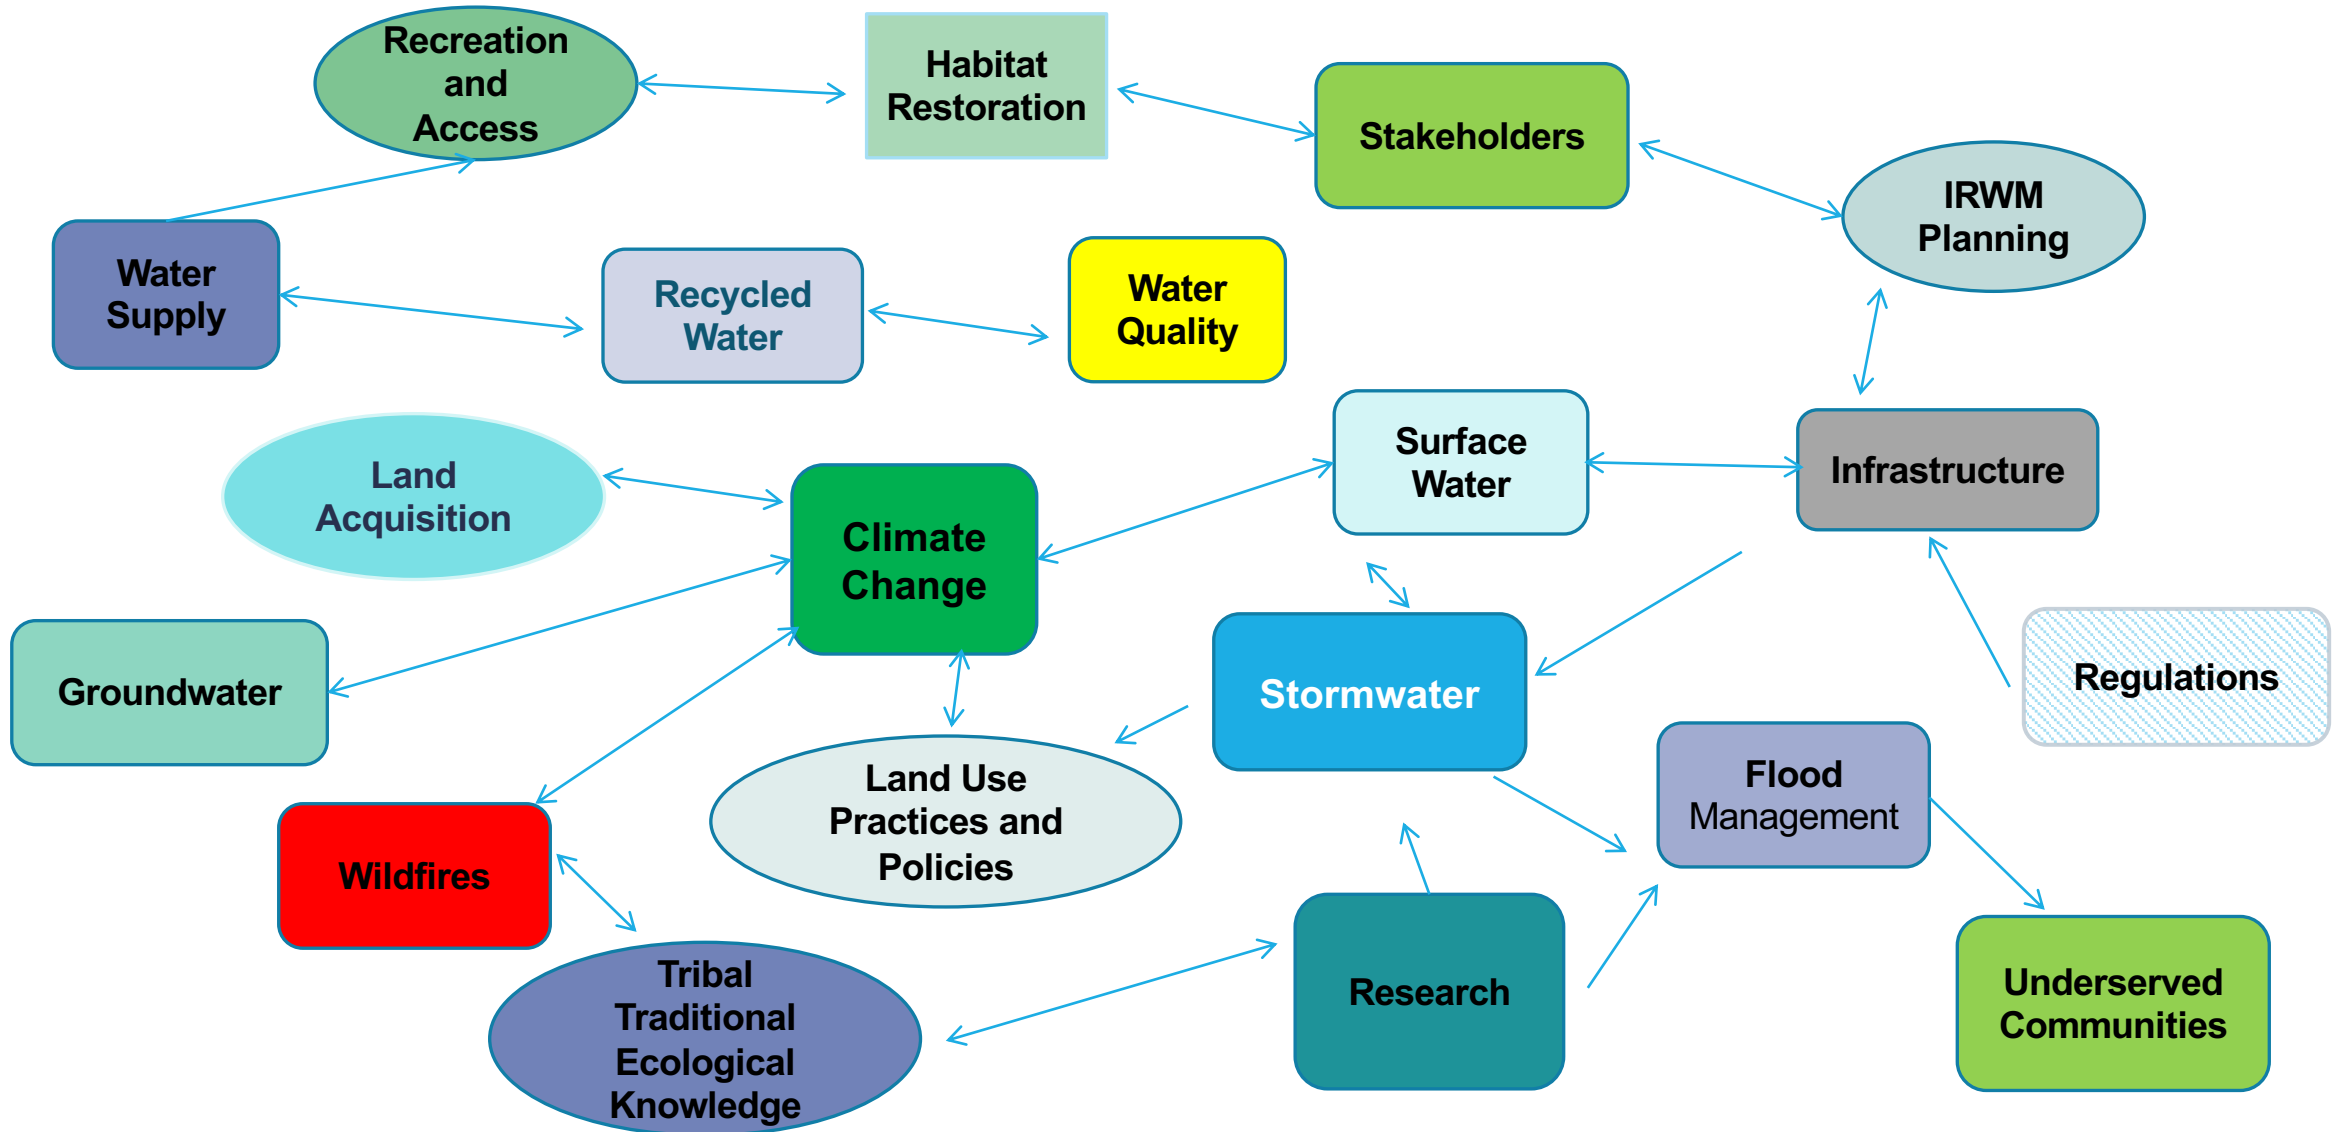 Recreation
and
Access
Habitat
Restoration
Stakeholders
IRWM
Planning
Water
Supply
Recycled
Water
Water
Quality
Land
Acquisition
Climate
Change
Surface
Water
Infrastructure
Groundwater
Stormwater
Regulations
Wildfires
Land Use
Practices and
Policies
Flood
Management
Tribal
Traditional
Ecological
Knowledge
Research
Underserved
Communities